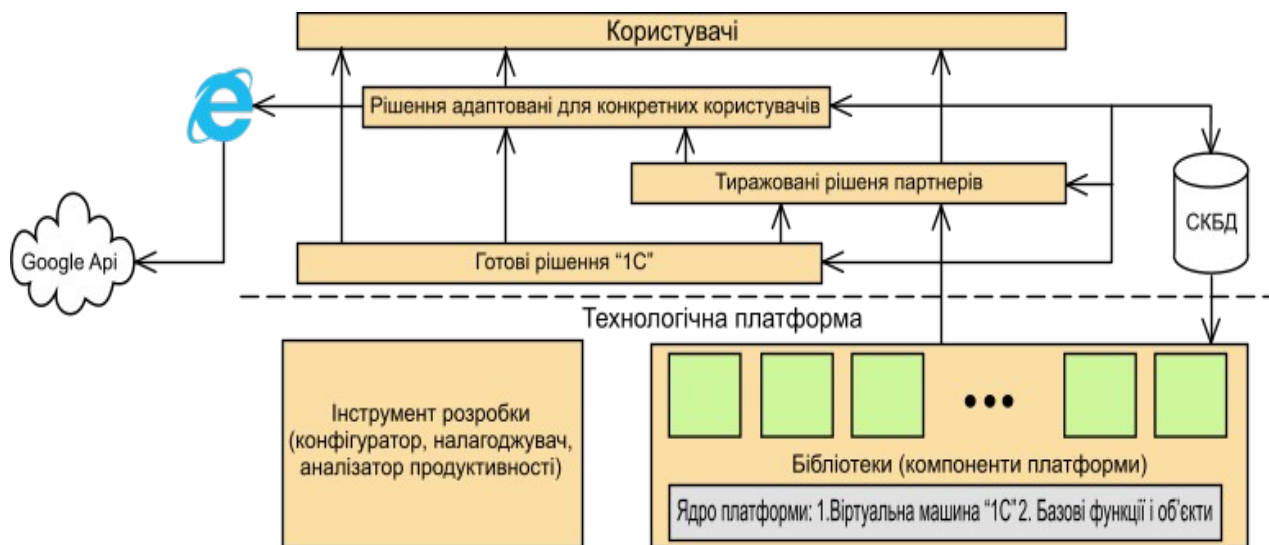 Користувачі
Рішення адаптовані для конкретних користувачів
Тиражовані рішеня партнерів
СКБД
Google Api
Готові рішення “1С”
Технологічна платформа
Інструмент розробки
(конфігуратор, налагоджувач,
аналізатор продуктивності)
Бібліотеки (компоненти платформи)
Ядро платформи: 1.Віртуальна машина “1С”2. Базові функції і об’єкти